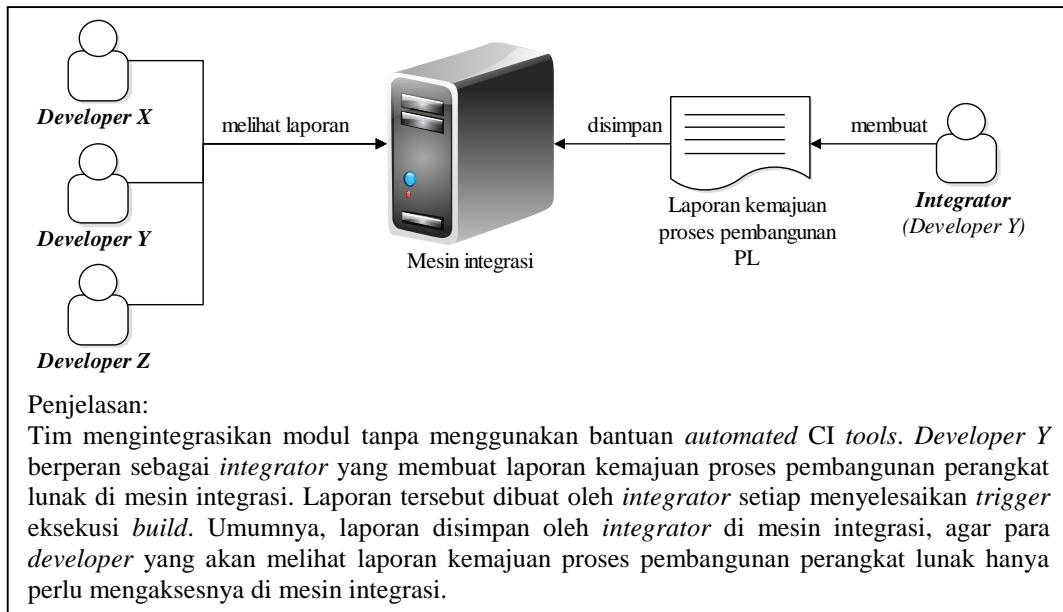 Developer X
melihat laporan
disimpan
membuat
Developer Y
Integrator
(Developer Y)
Laporan kemajuan
proses pembangunan
PL
Mesin integrasi
Developer Z
Penjelasan:
Tim mengintegrasikan modul tanpa menggunakan bantuan automated CI tools. Developer Y
berperan sebagai integrator yang membuat laporan kemajuan proses pembangunan perangkat
lunak di mesin integrasi. Laporan tersebut dibuat oleh integrator setiap menyelesaikan trigger
eksekusi build. Umumnya, laporan disimpan oleh integrator di mesin integrasi, agar para
developer yang akan melihat laporan kemajuan proses pembangunan perangkat lunak hanya
perlu mengaksesnya di mesin integrasi.